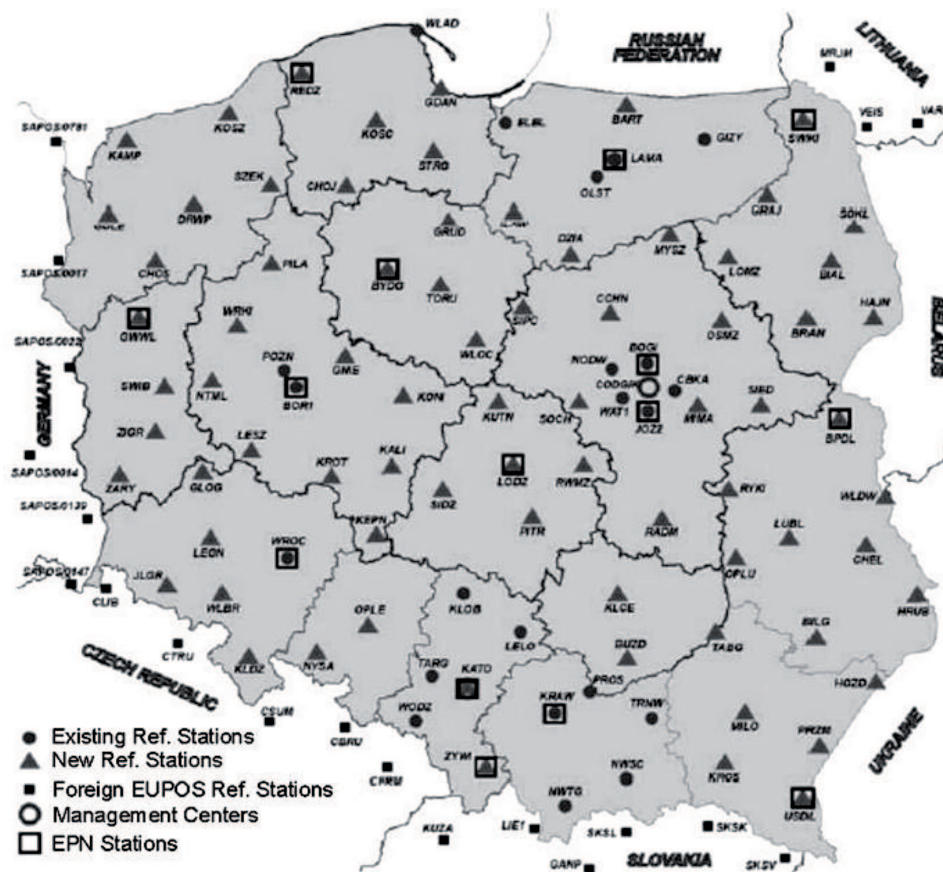 WLAD
RUSSIAN
FEDERATION
LITHUANIA
MRJM
REDZ
GDAN
BART
ELBL
GIZY
SWKI
VEIS
VAR
SAPOS/0781
KOSZ
KOSC
KAMP
STRG
LAMA
OLST
SZEK
CHOJ
DRWP
GRUD
DZIA
MYSZ
GRAJ
SOKL
SAPOS/0017
CHOS
PILA
BYDG
TORU
LOMZ
BIAL
HAJN
BELARUS
GWWL
WRKI
SIPC
CCHN
OSMZ
BRAN
SAPOS/0022
POZN
GME
WLOC
NODW
BOGI
GERMANY
SWIB
NTML
BOR1
KONI
KUTN
SOCH
CODGIK
CBKA
WAT1
JOZ2
MIMA
SIED
BPDL
ZIGR
LESZ
KROT
KALI
LODZ
RWMZ
SAPOS/0014
ZARY
GLOG
SIDZ
RYKI
WLDW
SAPOS/0139
KEPN
PITR
RADM
LUBL
LEGN
WROC
OPLU
CHEL
SAPOS/0147
CLIB
JLGR
WLBR
OPLE
KLOB
KLCE
HRUB
CTRU
KLDZ
NYSA
LELO
BUZD
TABG
BILG
CZECH REPUBLIC
TARG
KATO
KRAW
PROS
HOZD
CSUM
WODZ
TRNW
MILO
PRZM
UKRAINE
CBRU
CFRM
ZYWI
NWTG
NWSC
KROS
USDL
KUZA
LIE1
SKSL
SKSK
GANP
SLOVAKIA
SKSV
Existing Ref. Stations
New Ref. Stations
Foreign EUPOS Ref. Stations
Management Centers
EPN Stations